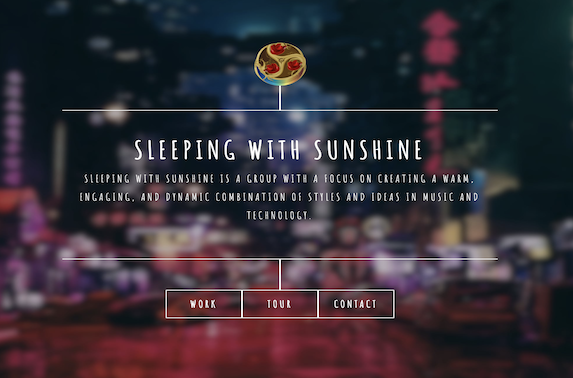 SLEEPING WITH SUNSHINE
SLEEPING WITH SUNSHINE IS A GROUP WITH A FOCUS ON CREATING A WARM,
ENGAGING, AND DYNAMIC COMBINATION OF STYLES AND IDEAS IN MUSIC AND
TECHNOLOGY.
WORK TOUR CONTACT